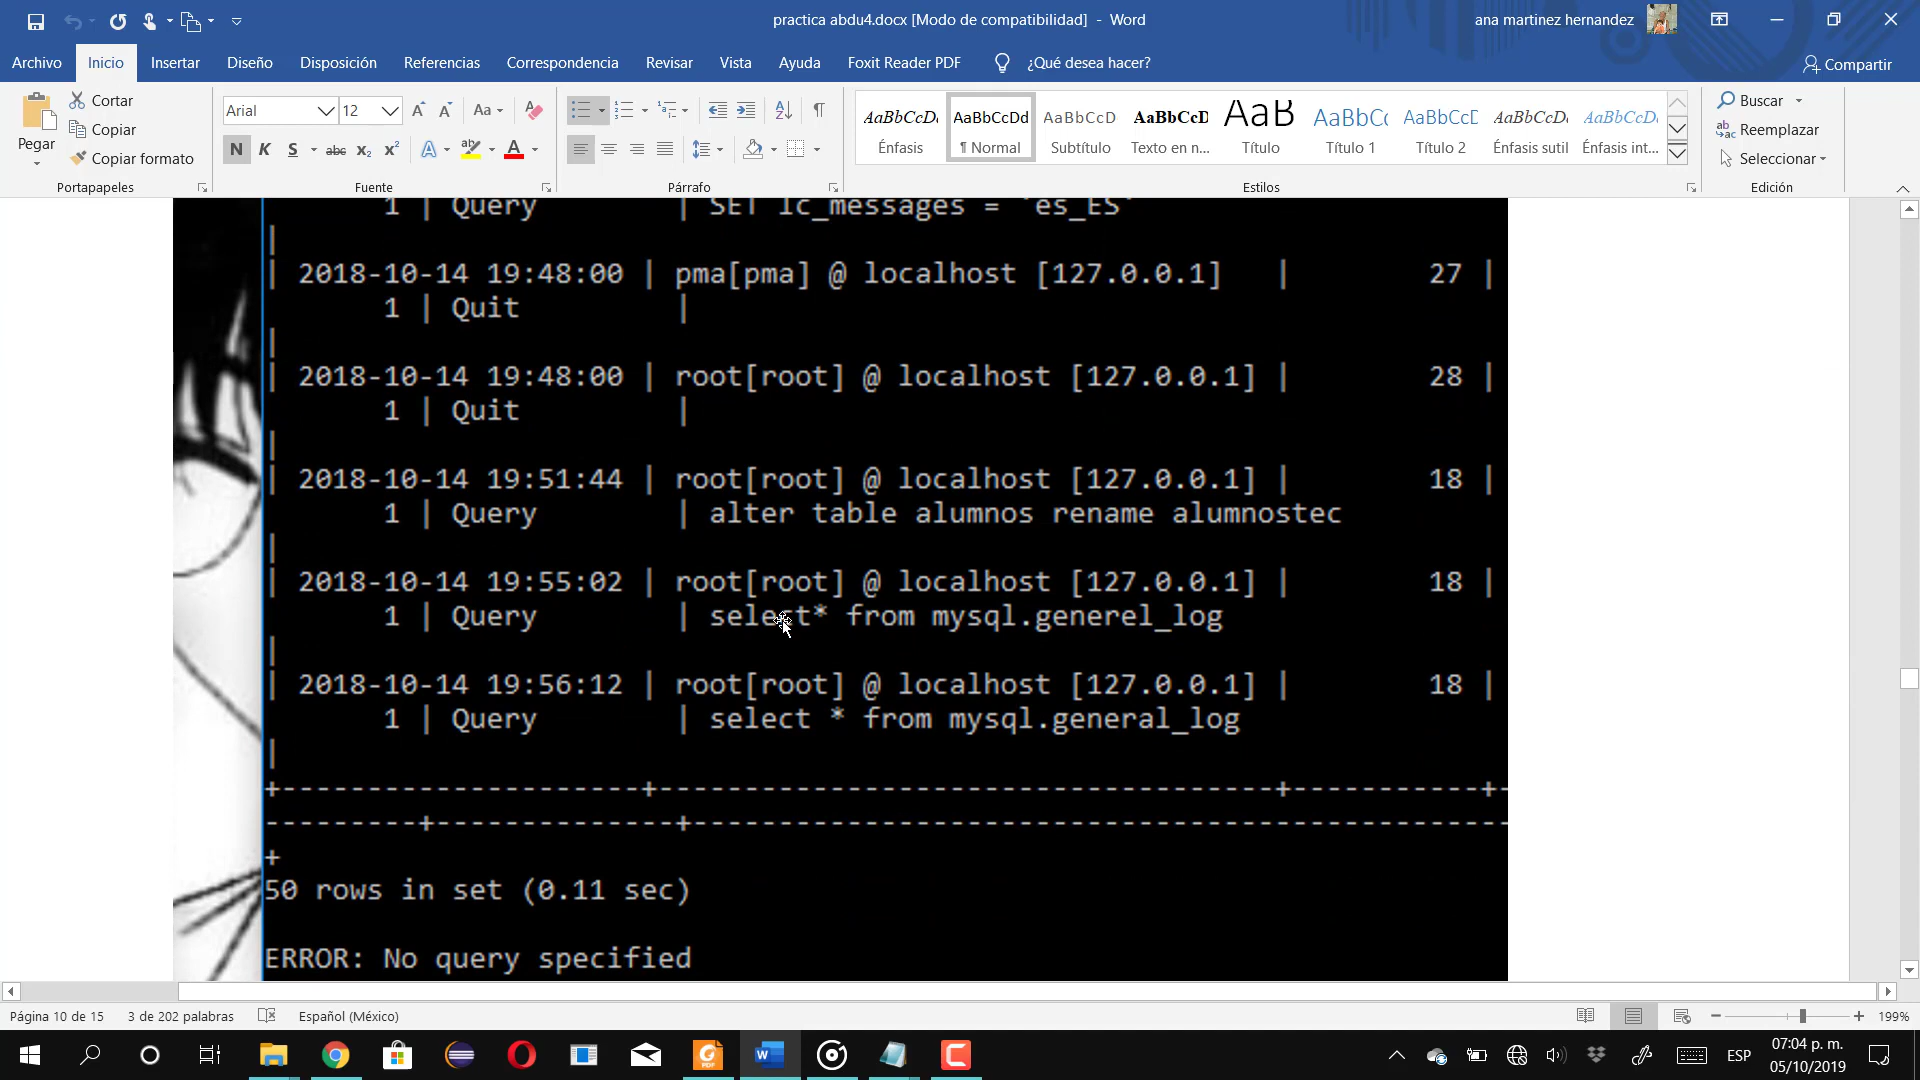 practica abdu4.docx [Modo de compatibilidad] - Word
ana martinez hernandez
Archivo Inicio Insertar Diseño Disposición Referencias Correspondencia Revisar Vista Ayuda Foxit Reader PDF ¿Qué desea hacer? Compartir
Pegar
Cortar
Copiar
Copiar formato
Portapapeles
Arial 12
Aa
N K S abc x₂ x² A A
Fuente
Párrafo
AaBbCcDc Énfasis
AaBbCcDd ¶ Normal
AaBbCcD Subtítulo
AaBbCcD Texto en n...
AaB Título
AaBbCc Título 1
AaBbCcD Título 2
AaBbCcDc Énfasis sutil
AaBbCcDc Énfasis int...
Estilos
Buscar
Reemplazar
Seleccionar
Edición
1 | Query | SET lc_messages = 'es_ES'
|
| 2018-10-14 19:48:00 | pma[pma] @ localhost [127.0.0.1] | 27 |
1 | Quit |
|
| 2018-10-14 19:48:00 | root[root] @ localhost [127.0.0.1] | 28 |
1 | Quit |
|
| 2018-10-14 19:51:44 | root[root] @ localhost [127.0.0.1] | 18 |
1 | Query | alter table alumnos rename alumnostec
|
| 2018-10-14 19:55:02 | root[root] @ localhost [127.0.0.1] | 18 |
1 | Query | select* from mysql.generel_log
|
| 2018-10-14 19:56:12 | root[root] @ localhost [127.0.0.1] | 18 |
1 | Query | select * from mysql.general_log
|
+---------------------+-------------------------------------+------------+-
---------+---------------+-------------------------------------------------
+
50 rows in set (0.11 sec)
ERROR: No query specified
Página 10 de 15 3 de 202 palabras Español (México) 199%
ESP
07:04 p. m.
05/10/2019